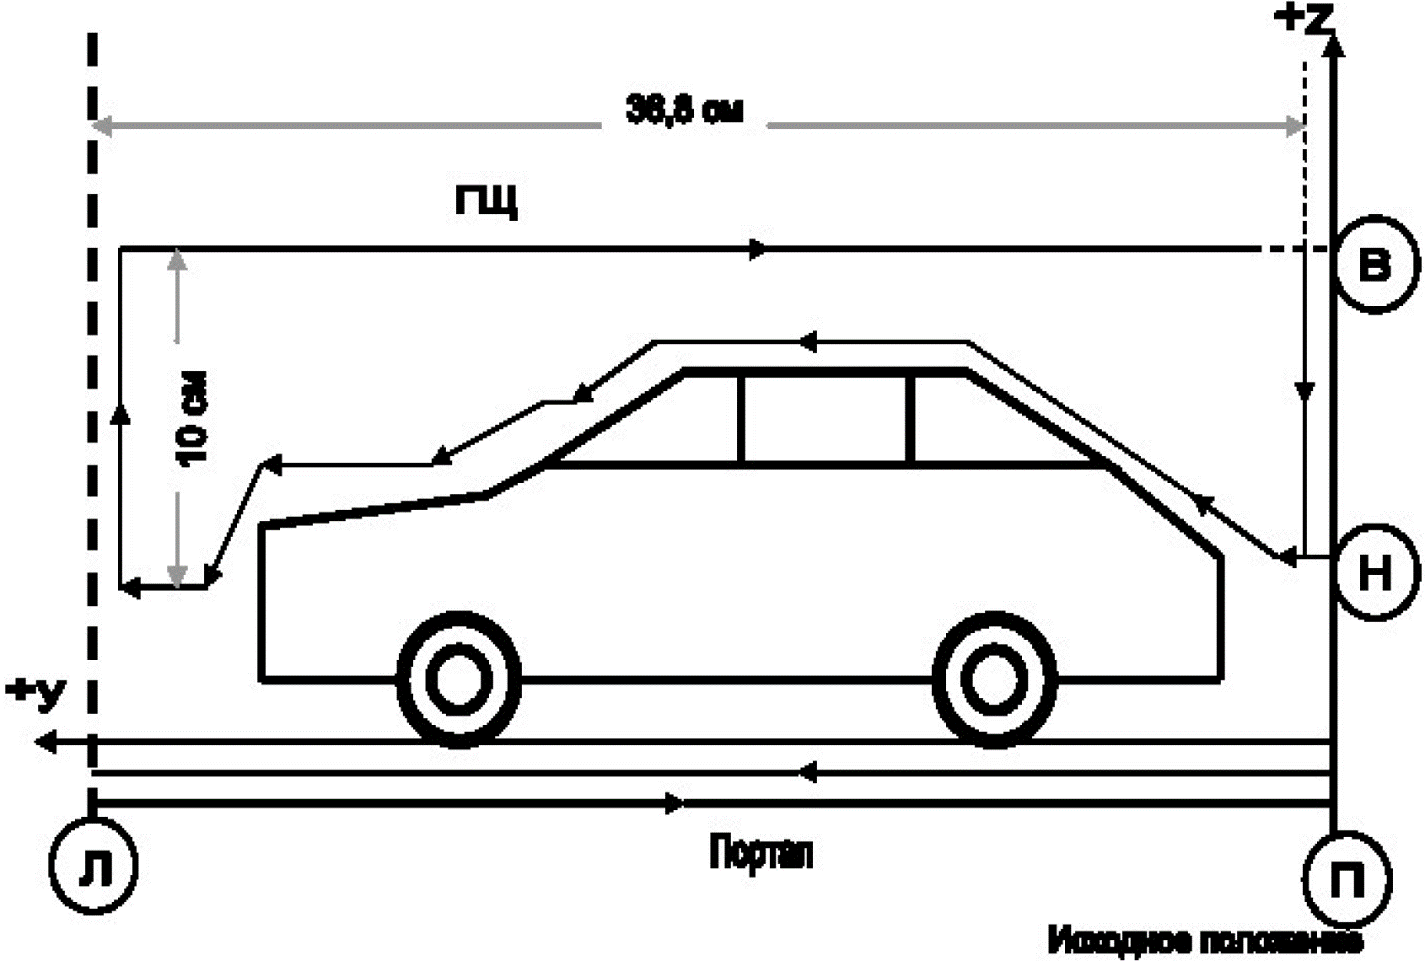 +z
36,8 см
ГЩ
В
10 см
Н
+y
Портал
Л
П
Исходное положение